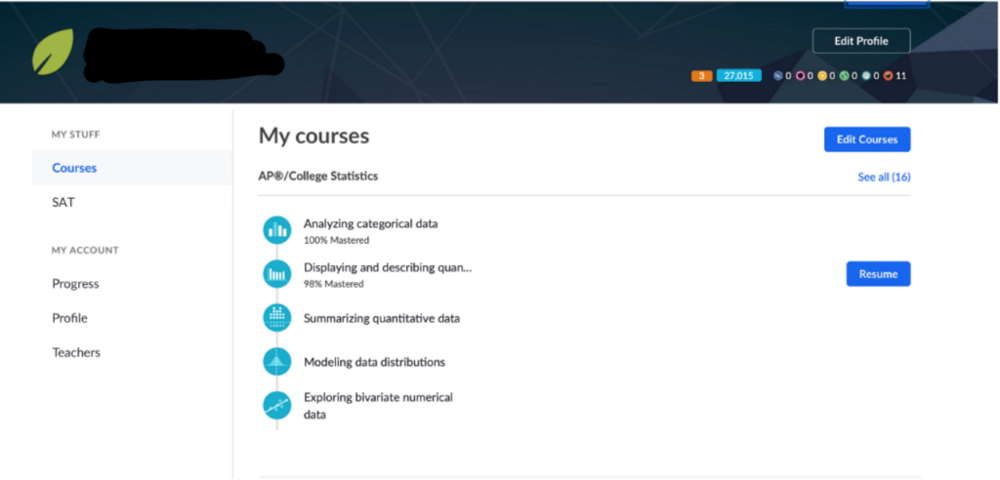 Edit Profile
3 27,015 0 0 0 0 0 11
MY STUFF
Courses
SAT
MY ACCOUNT
Progress
Profile
Teachers
My courses
Edit Courses
AP®/College Statistics
See all (16)
Analyzing categorical data
100% Mastered
Displaying and describing quan...
98% Mastered
Resume
Summarizing quantitative data
Modeling data distributions
Exploring bivariate numerical
data